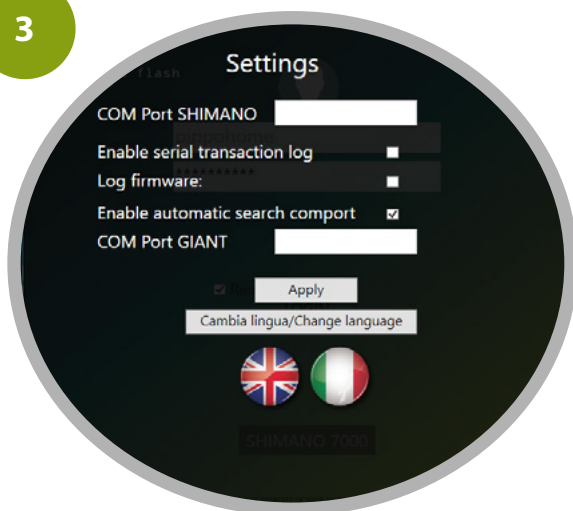 3
flash
Settings
COM Port SHIMANO
Enable serial transaction log
**********
Log firmware:
Enable automatic search comport
COM Port GIANT
Apply
Cambia lingua/Change language
SHIMANO 7000